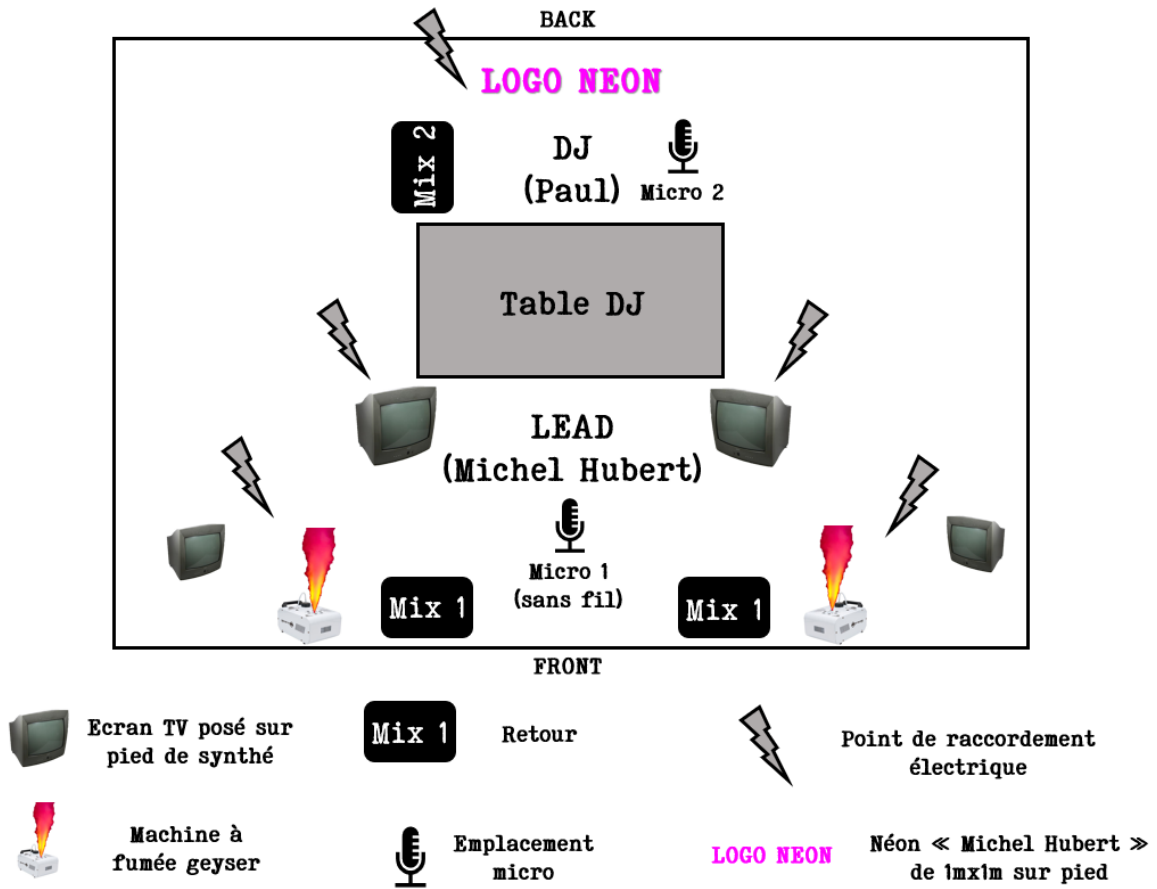 BACK
LOGO NEON
Mix 2
DJ
(Paul)
Micro 2
Table DJ
LEAD
(Michel Hubert)
Micro 1
(sans fil)
Mix 1
Mix 1
FRONT
Ecran TV posé sur
pied de synthé
Mix 1
Retour
Point de raccordement
électrique
Machine à
fumée geyser
Emplacement
micro
LOGO NEON
Néon « Michel Hubert »
de 1mx1m sur pied